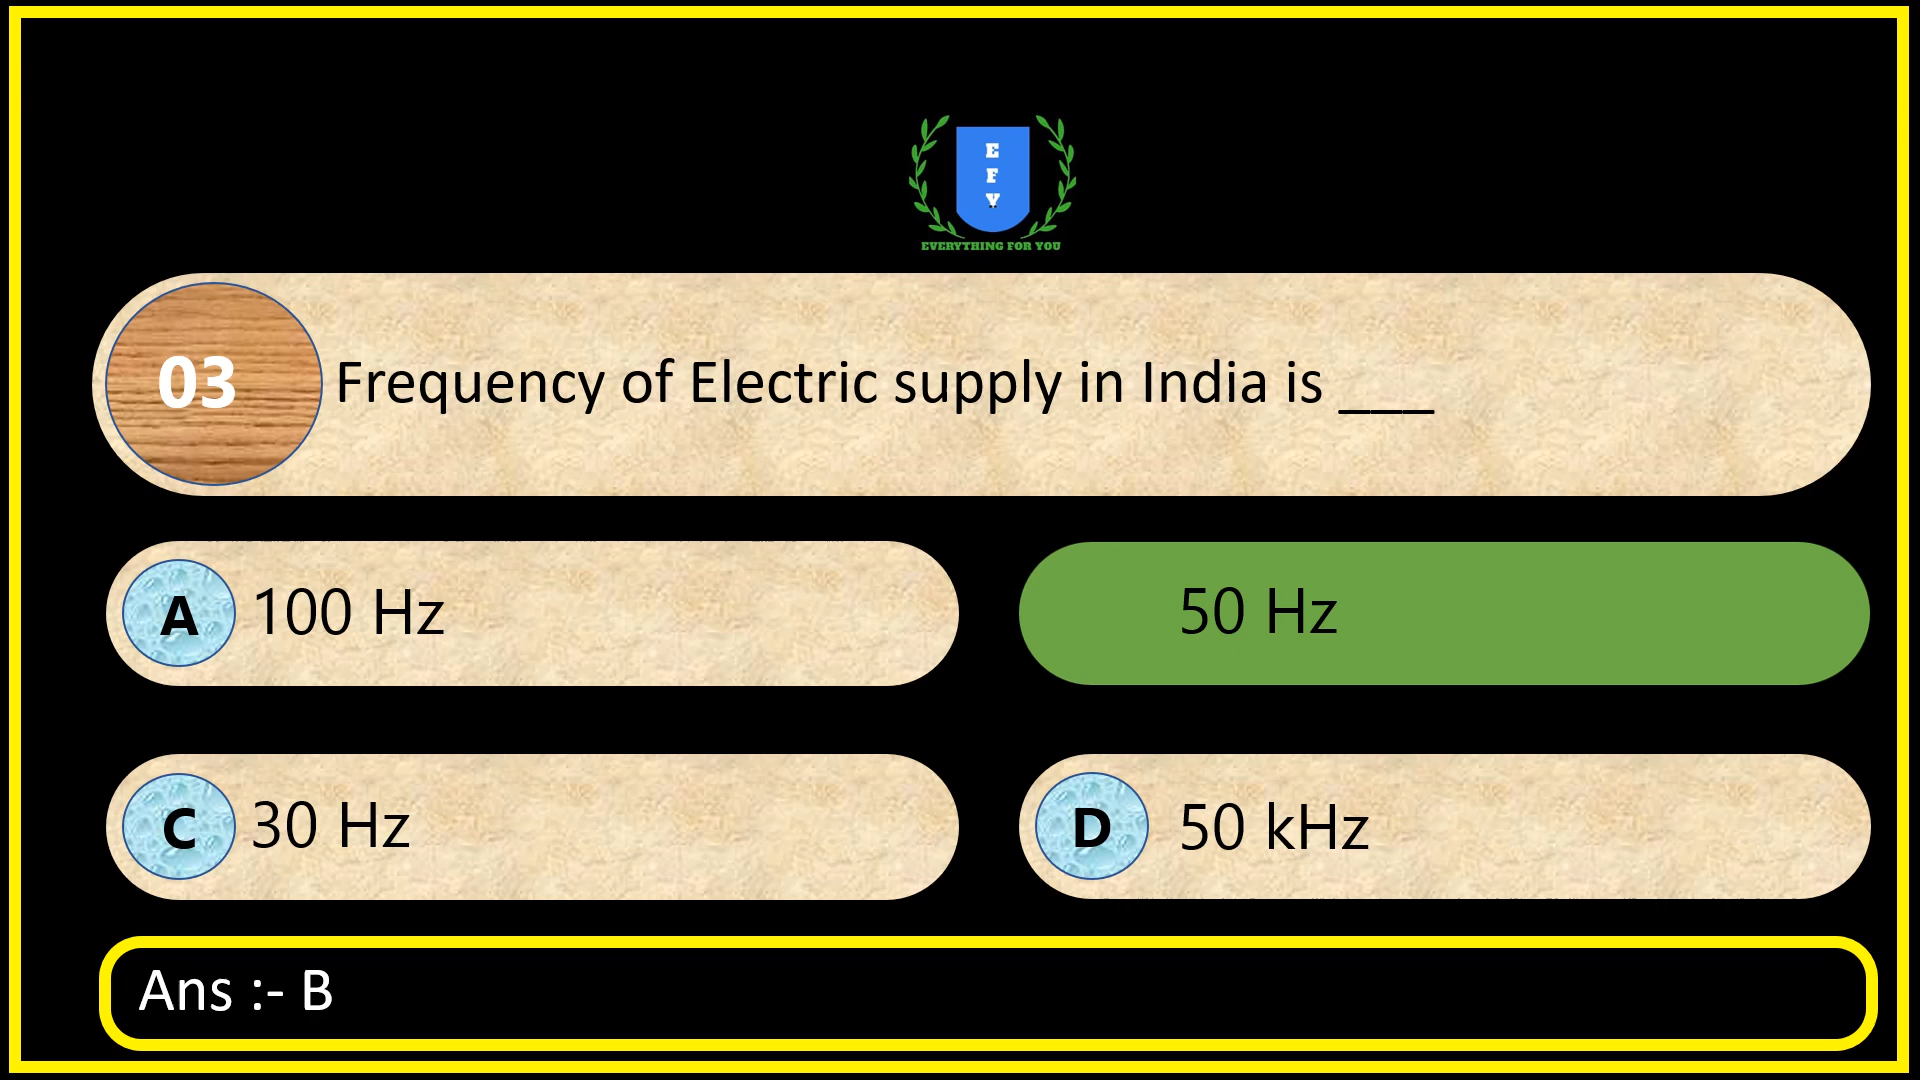 E
F
Y
EVERYTHING FOR YOU
03
Frequency of Electric supply in India is ___
A
100 Hz
50 Hz
C
30 Hz
D
50 kHz
Ans :- B